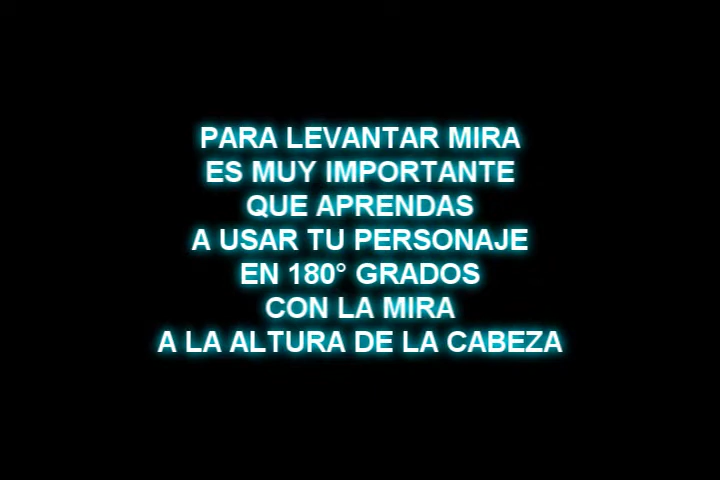 PARA LEVANTAR MIRA
ES MUY IMPORTANTE
QUE APRENDAS
A USAR TU PERSONAJE
EN 180° GRADOS
CON LA MIRA
A LA ALTURA DE LA CABEZA